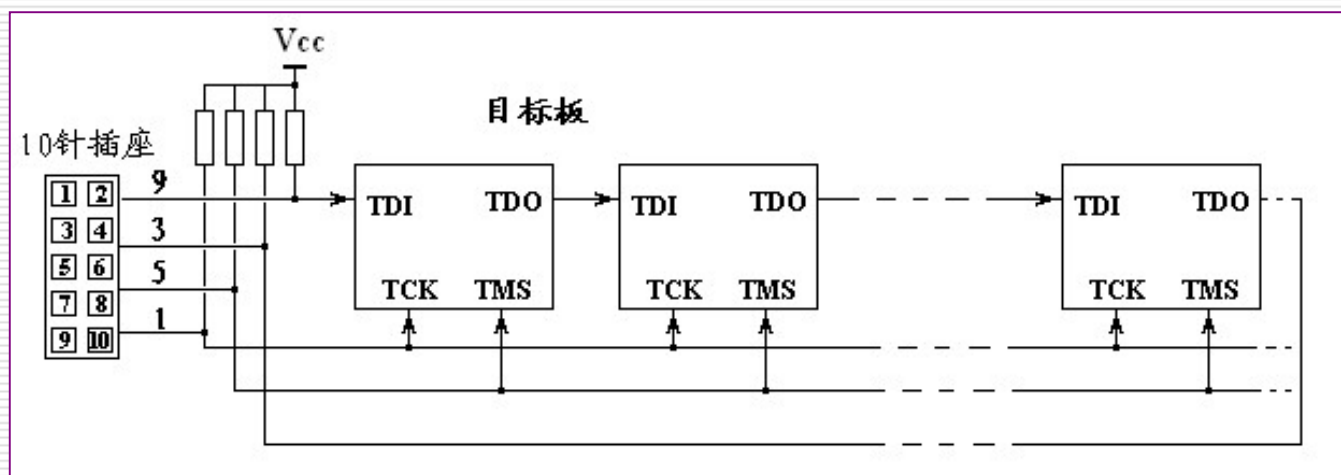 Vcc
目标板
10针插座
1 2 9
3 4 3
5 6 5
7 8 1
9 10
TDI TDO TDI TDO TDI TDO
TCK TMS TCK TMS TCK TMS